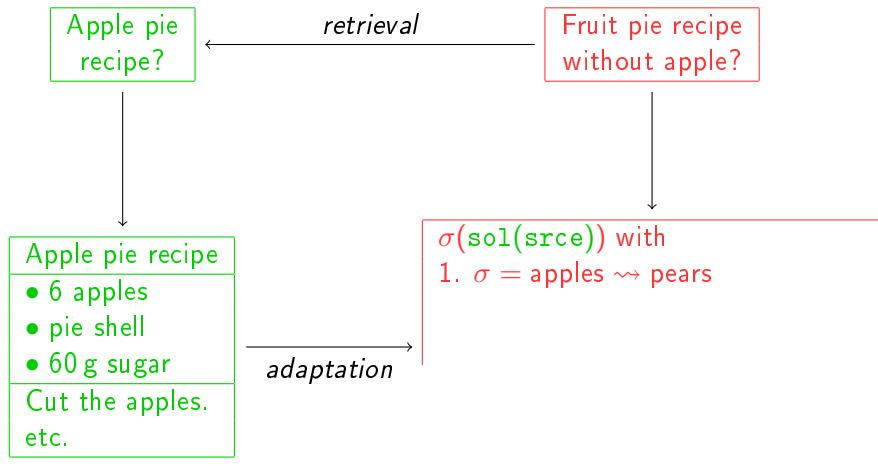 Apple pie
recipe?
retrieval
Fruit pie recipe
without apple?
Apple pie recipe
• 6 apples
• pie shell
• 60 g sugar
Cut the apples.
etc.
adaptation
σ(sol(srce)) with
1. σ = apples ⇝ pears